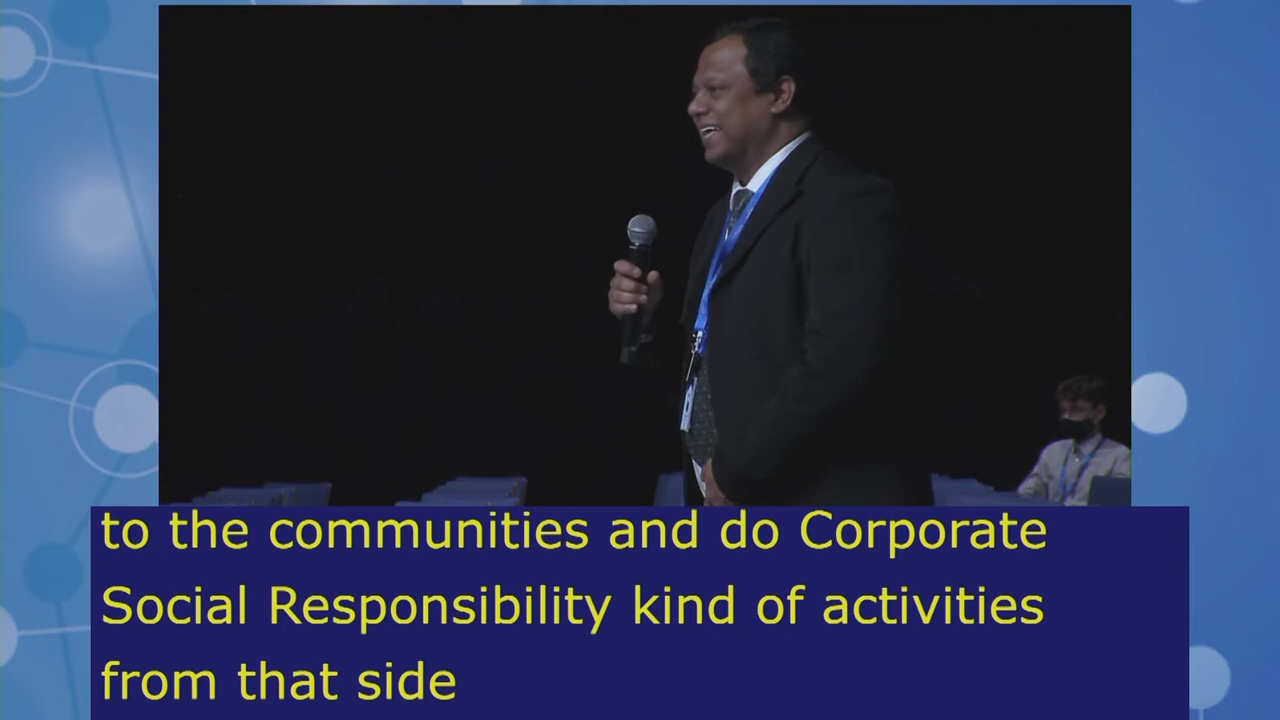 to the communities and do Corporate
Social Responsibility kind of activities
from that side